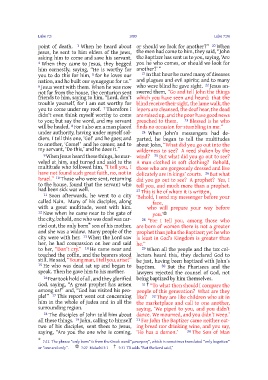 Luke 7:3
1080
Luke 7:34
point of death. 3 When he heard about
Jesus, he sent to him elders of the Jews,
asking him to come and save his servant.
4 When they came to Jesus, they begged
him earnestly, saying, "He is worthy for
you to do this for him, 5 for he loves our
nation, and he built our synagogue for us."
6 Jesus went with them. When he was now
not far from the house, the centurion sent
friends to him, saying to him, "Lord, don't
trouble yourself, for I am not worthy for
you to come under my roof. 7 Therefore I
didn't even think myself worthy to come
to you; but say the word, and my servant
will be healed. 8 For I also am a man placed
under authority, having under myself sol-
diers. I tell this one, 'Go!' and he goes; and
to another, 'Come!' and he comes; and to
my servant, 'Do this,' and he does it."
9 When Jesus heard these things, he mar-
veled at him, and turned and said to the
multitude who followed him, "I tell you, I
have not found such great faith, no, not in
Israel." 10 Those who were sent, returning
to the house, found that the servant who
had been sick was well.
11 Soon afterwards, he went to a city
called Nain. Many of his disciples, along
with a great multitude, went with him.
12 Now when he came near to the gate of
the city, behold, one who was dead was car-
ried out, the only born son of his mother,
and she was a widow. Many people of the
city were with her. 13 When the Lord saw
her, he had compassion on her and said
to her, "Don't cry." 14 He came near and
touched the coffin, and the bearers stood
still. He said, "Young man, I tell you, arise!"
15 He who was dead sat up and began to
speak. Then he gave him to his mother.
16 Fear took hold of all, and they glorified
God, saying, "A great prophet has arisen
among us!" and, "God has visited his peo-
ple!" 17 This report went out concerning
him in the whole of Judea and in all the
surrounding region.
18 The disciples of John told him about
all these things. 19 John, calling to himself
two of his disciples, sent them to Jesus,
saying, "Are you the one who is coming,
or should we look for another?" 20 When
the men had come to him, they said, "John
the Baptizer has sent us to you, saying, 'Are
you he who comes, or should we look for
another?'"
21 In that hour he cured many of diseases
and plagues and evil spirits; and to many
who were blind he gave sight. 22 Jesus an-
swered them, "Go and tell John the things
which you have seen and heard: that the
blind receive their sight, the lame walk, the
lepers are cleansed, the deaf hear, the dead
are raised up, and the poor have good news
preached to them. 23 Blessed is he who
finds no occasion for stumbling in me."
24 When John's messengers had de-
parted, he began to tell the multitudes
about John, "What did you go out into the
wilderness to see? A reed shaken by the
wind? 25 But what did you go out to see?
A man clothed in soft clothing? Behold,
those who are gorgeously dressed and live
delicately are in kings' courts. 26 But what
did you go out to see? A prophet? Yes, I
tell you, and much more than a prophet.
27 This is he of whom it is written,
'Behold, I send my messenger before your
face,
who will prepare your way before
you.'
28 "For I tell you, among those who
are born of women there is not a greater
prophet than John the Baptizer; yet he who
is least in God's Kingdom is greater than
he."
29 When all the people and the tax col-
lectors heard this, they declared God to
be just, having been baptized with John's
baptism. 30 But the Pharisees and the
lawyers rejected the counsel of God, not
being baptized by him themselves.
31 "To what then should I compare the
people of this generation? What are they
like? 32 They are like children who sit in
the marketplace and call to one another,
saying, 'We piped to you, and you didn't
dance. We mourned, and you didn't weep.'
33 For John the Baptizer came neither eat-
ing bread nor drinking wine, and you say,
'He has a demon.' 34 The Son of Man